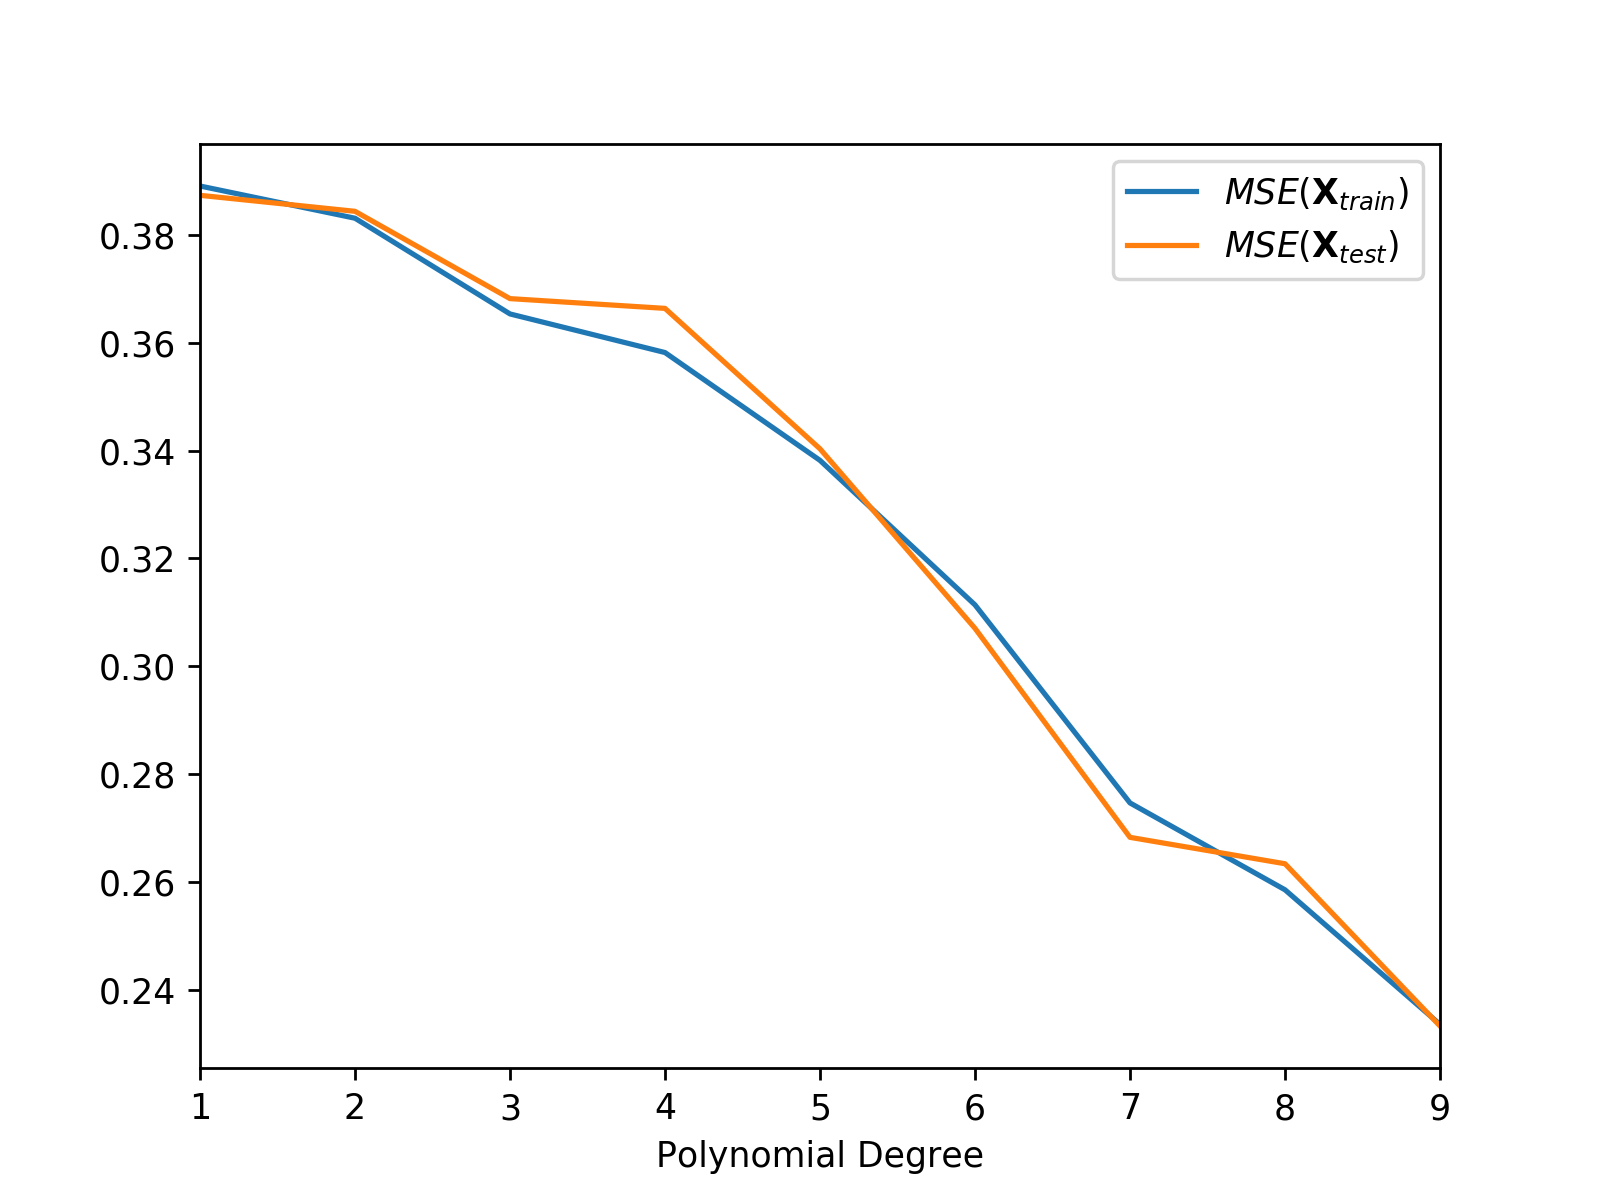 MSE(X_train)
MSE(X_test)
0.38
0.36
0.34
0.32
0.30
0.28
0.26
0.24
1 2 3 4 5 6 7 8 9
Polynomial Degree